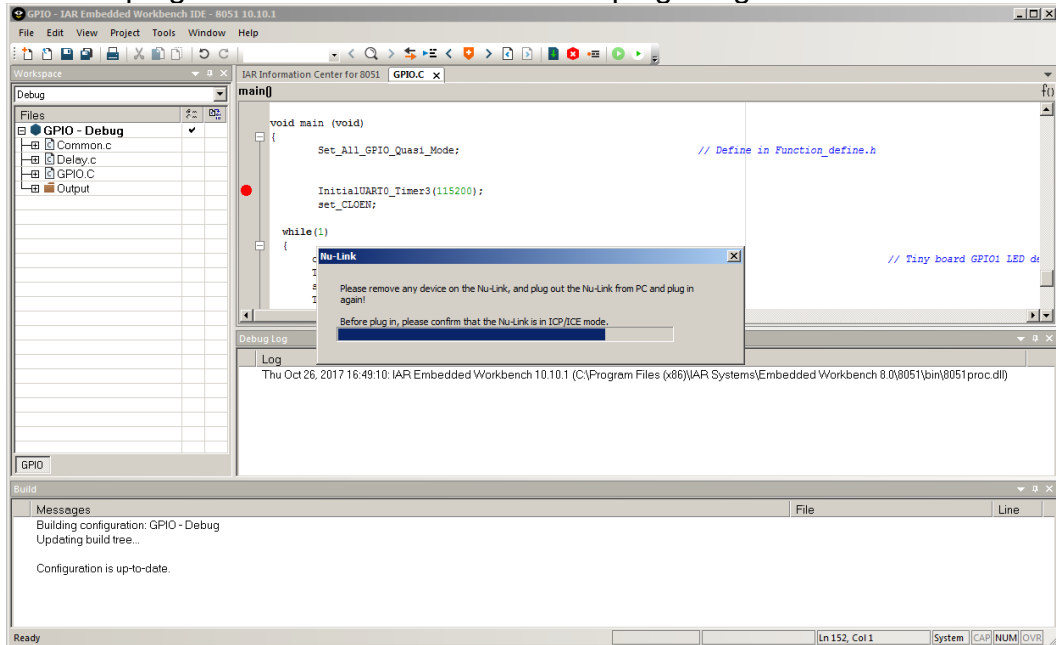 GPIO - IAR Embedded Workbench IDE - 8051 10.10.1
File Edit View Project Tools Window Help
Workspace
IAR Information Center for 8051 GPIO.C x
Debug
main()
f()
Files
GPIO - Debug
Common.c
Delay.c
GPIO.C
Output
void main (void)
{
Set_All_GPIO_Quasi_Mode; // Define in Function_define.h
InitialUART0_Timer3(115200);
set_CLOEN;
while(1)
{
// Tiny board GPIO1 LED de
Nu-Link
Please remove any device on the Nu-Link, and plug out the Nu-Link from PC and plug in
again!
Before plug in, please confirm that the Nu-Link is in ICP/ICE mode.
Debug Log
Log
Thu Oct 26, 2017 16:49:10: IAR Embedded Workbench 10.10.1 (C:\Program Files (x86)\IAR Systems\Embedded Workbench 8.0\8051\bin\8051proc.dll)
GPIO
Build
Messages File Line
Building configuration: GPIO - Debug
Updating build tree...
Configuration is up-to-date.
Ready Ln 152, Col 1 System CAP NUM OVR